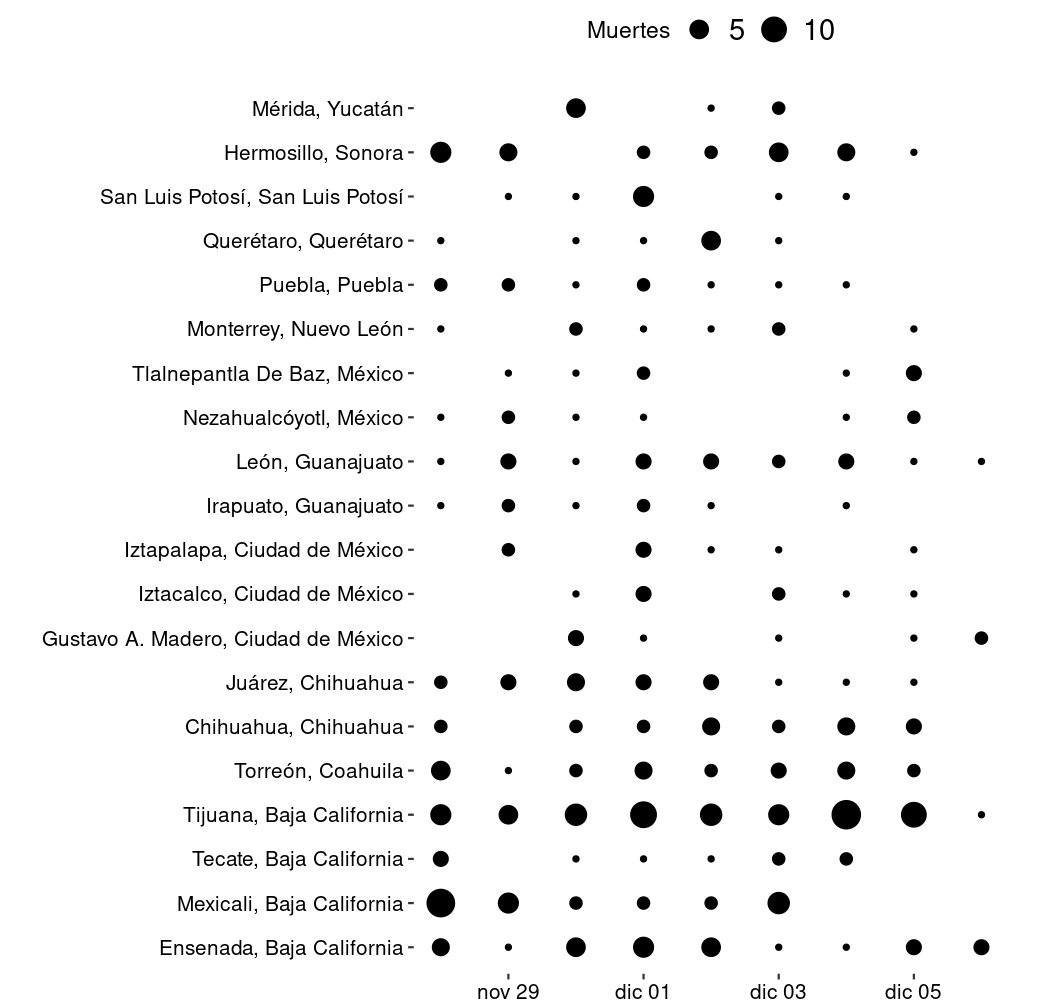 Muertes 5 10
Mérida, Yucatán
Hermosillo, Sonora
San Luis Potosí, San Luis Potosí
Querétaro, Querétaro
Puebla, Puebla
Monterrey, Nuevo León
Tlalnepantla De Baz, México
Nezahualcóyotl, México
León, Guanajuato
Irapuato, Guanajuato
Iztapalapa, Ciudad de México
Iztacalco, Ciudad de México
Gustavo A. Madero, Ciudad de México
Juárez, Chihuahua
Chihuahua, Chihuahua
Torreón, Coahuila
Tijuana, Baja California
Tecate, Baja California
Mexicali, Baja California
Ensenada, Baja California
nov 29 dic 01 dic 03 dic 05